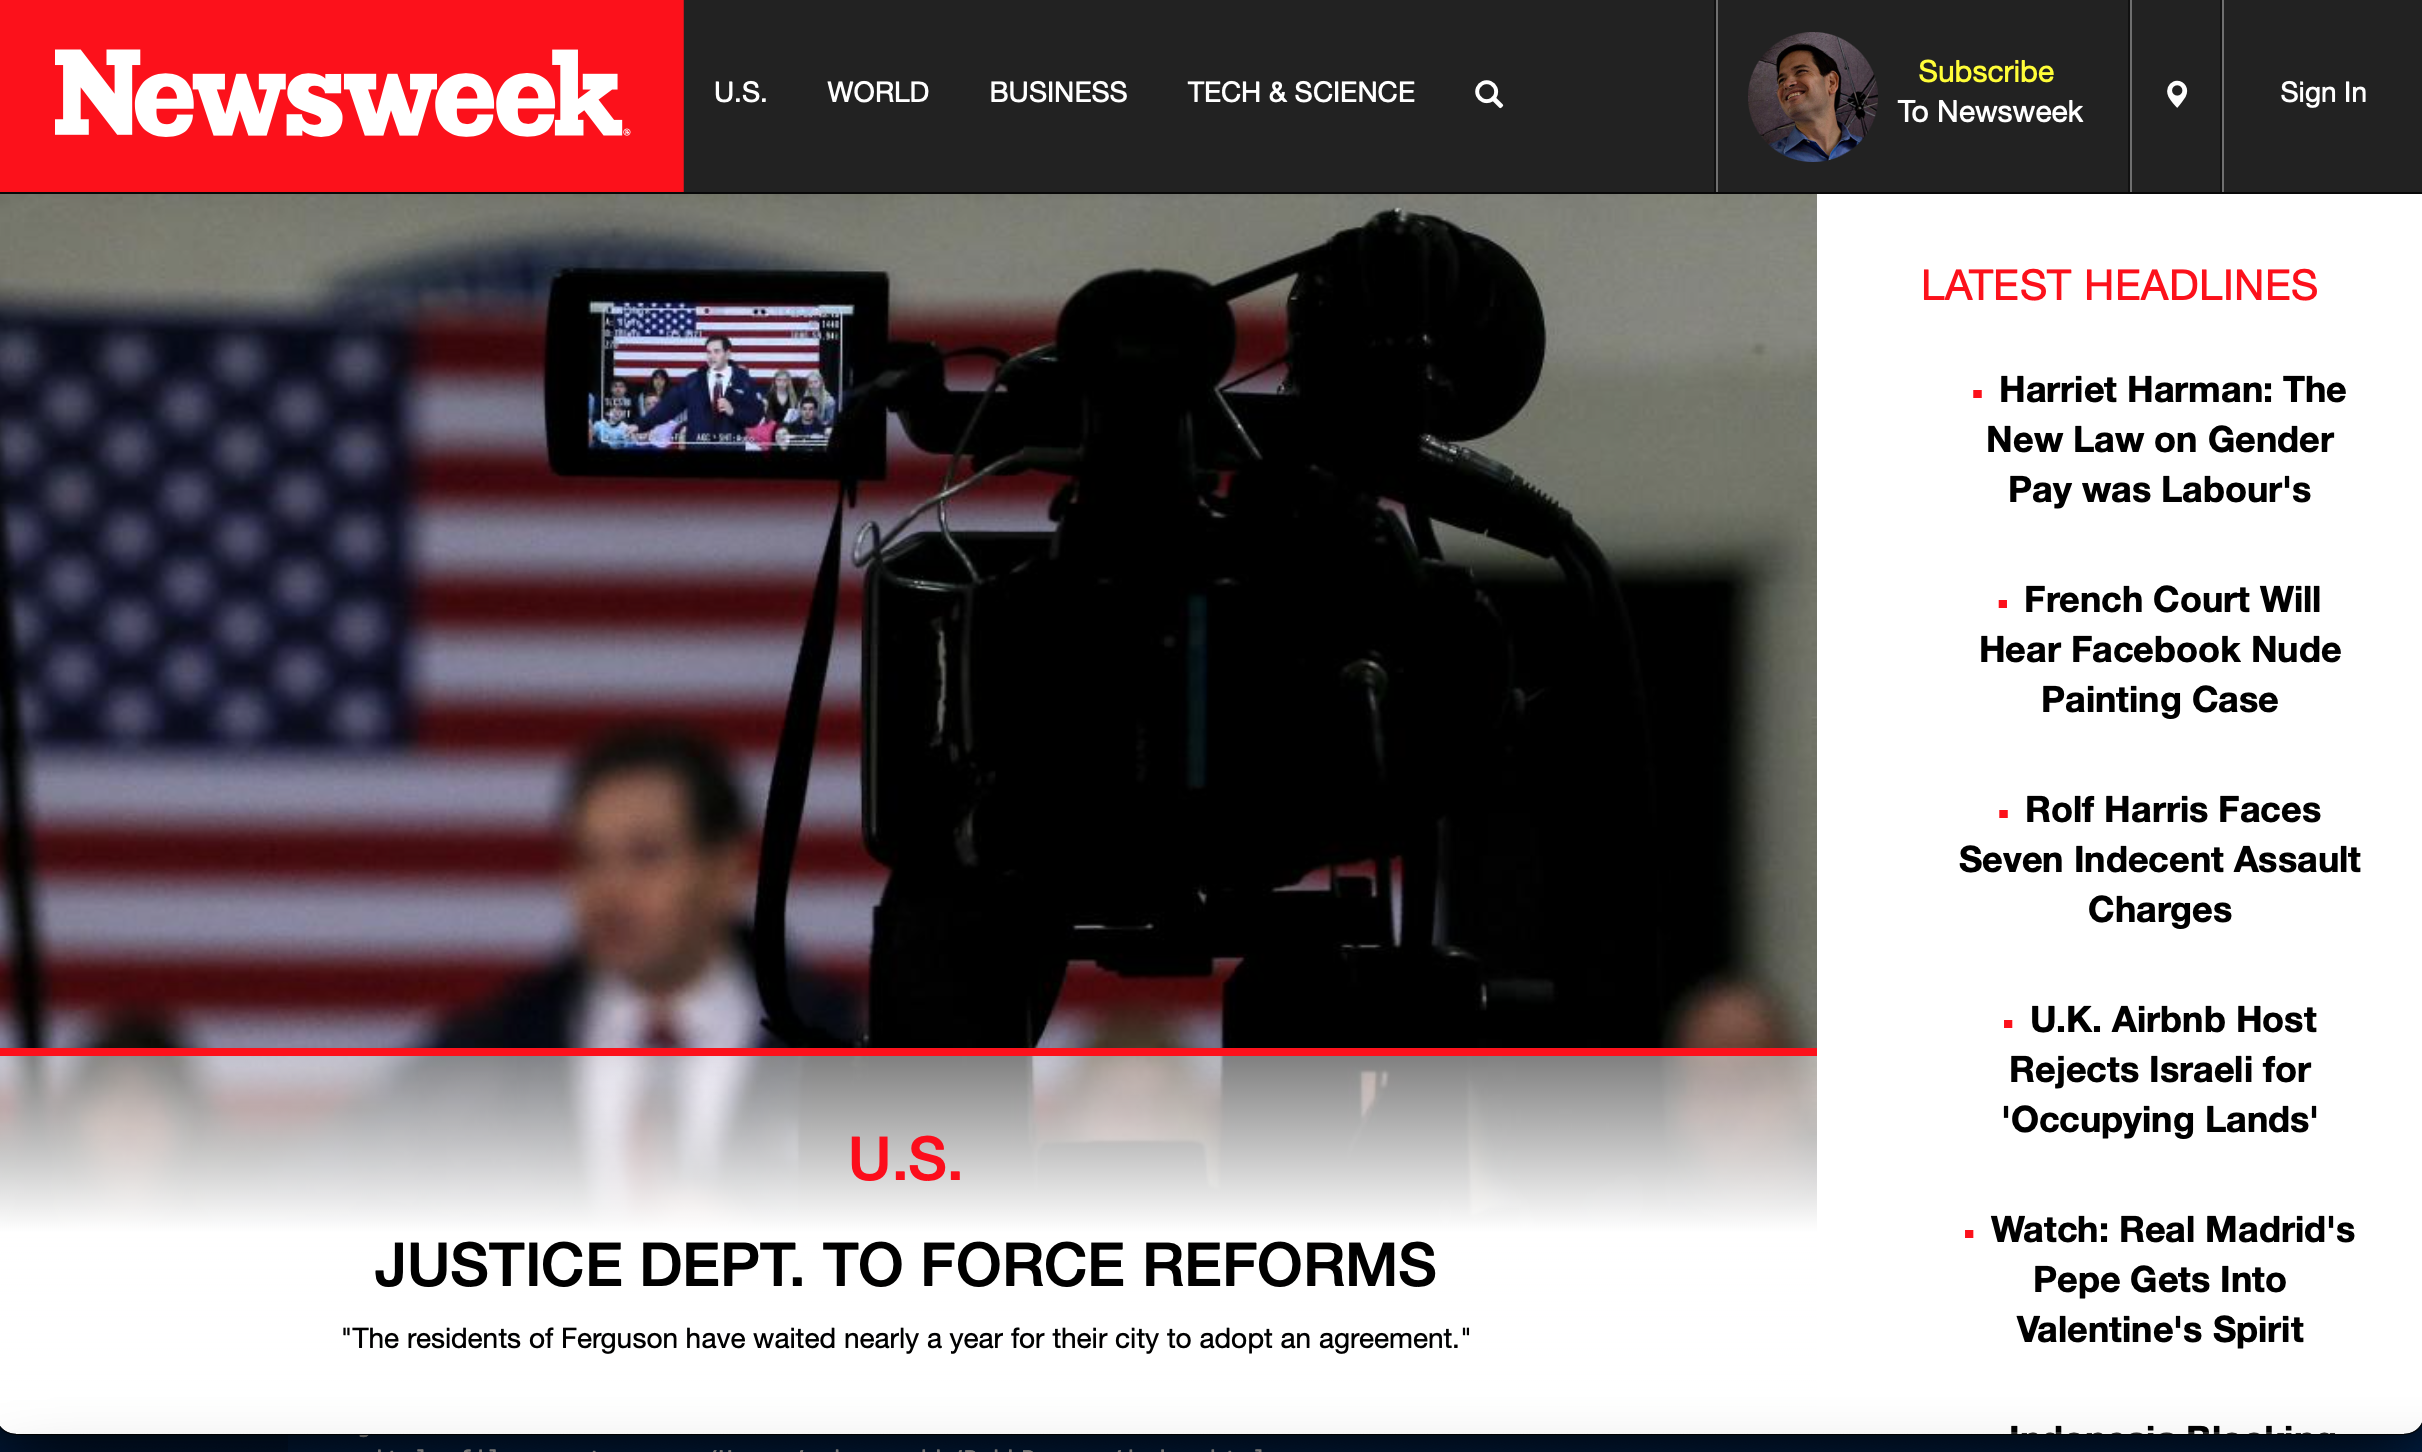 Newsweek
U.S.
WORLD
BUSINESS
TECH & SCIENCE
Subscribe
To Newsweek
Sign In
LATEST HEADLINES
Harriet Harman: The
New Law on Gender
Pay was Labour's
French Court Will
Hear Facebook Nude
Painting Case
Rolf Harris Faces
Seven Indecent Assault
Charges
U.K. Airbnb Host
Rejects Israeli for
'Occupying Lands'
Watch: Real Madrid's
Pepe Gets Into
Valentine's Spirit
U.S.
JUSTICE DEPT. TO FORCE REFORMS
"The residents of Ferguson have waited nearly a year for their city to adopt an agreement."